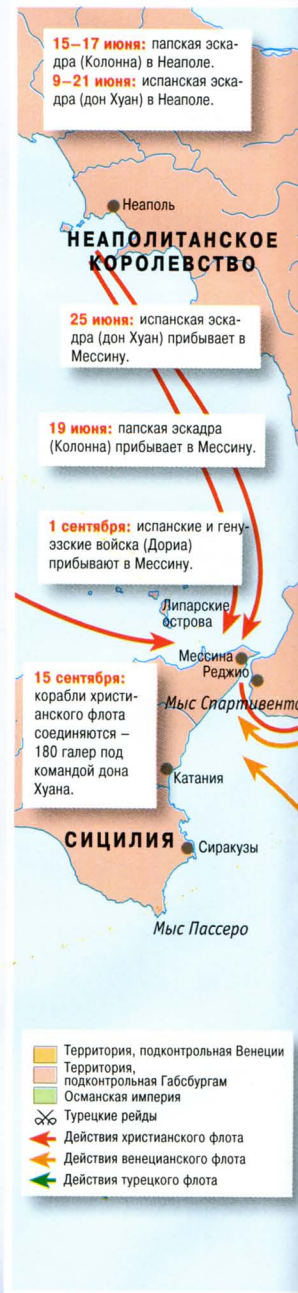 15–17 июня: папская эска-
дра (Колонна) в Неаполе.
9–21 июня: испанская эска-
дра (дон Хуан) в Неаполе.
Неаполь
НЕАПОЛИТАНСКОЕ
КОРОЛЕВСТВО
25 июня: испанская эска-
дра (дон Хуан) прибывает в
Мессину.
19 июня: папская эскадра
(Колонна) прибывает в Мессину.
1 сентября: испанские и гену-
эзские войска (Дориа)
прибывают в Мессину.
Липарские
острова
Мессина
Реджио
15 сентября:
корабли христи-
анского флота
соединяются –
180 галер под
командой дона
Хуана.
Мыс Спартивенто
Катания
СИЦИЛИЯ
Сиракузы
Мыс Пассеро
Территория, подконтрольная Венеции
Территория,
подконтрольная Габсбургам
Османская империя
Турецкие рейды
Действия христианского флота
Действия венецианского флота
Действия турецкого флота